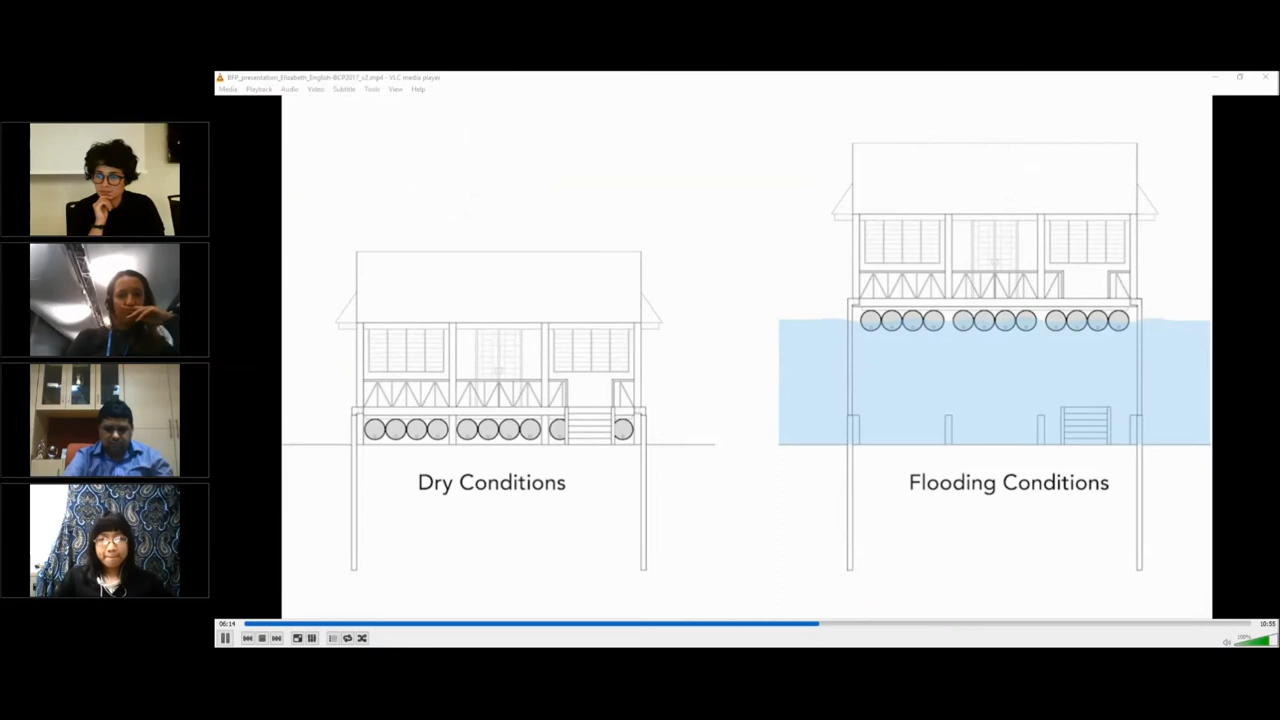 BFP_presentation_Elizabeth_English-BCP2017_v2.mp4 - VLC media player
Media Playback Audio Video Subtitle Tools View Help
Dry Conditions
Flooding Conditions
06:14
10:55
100%